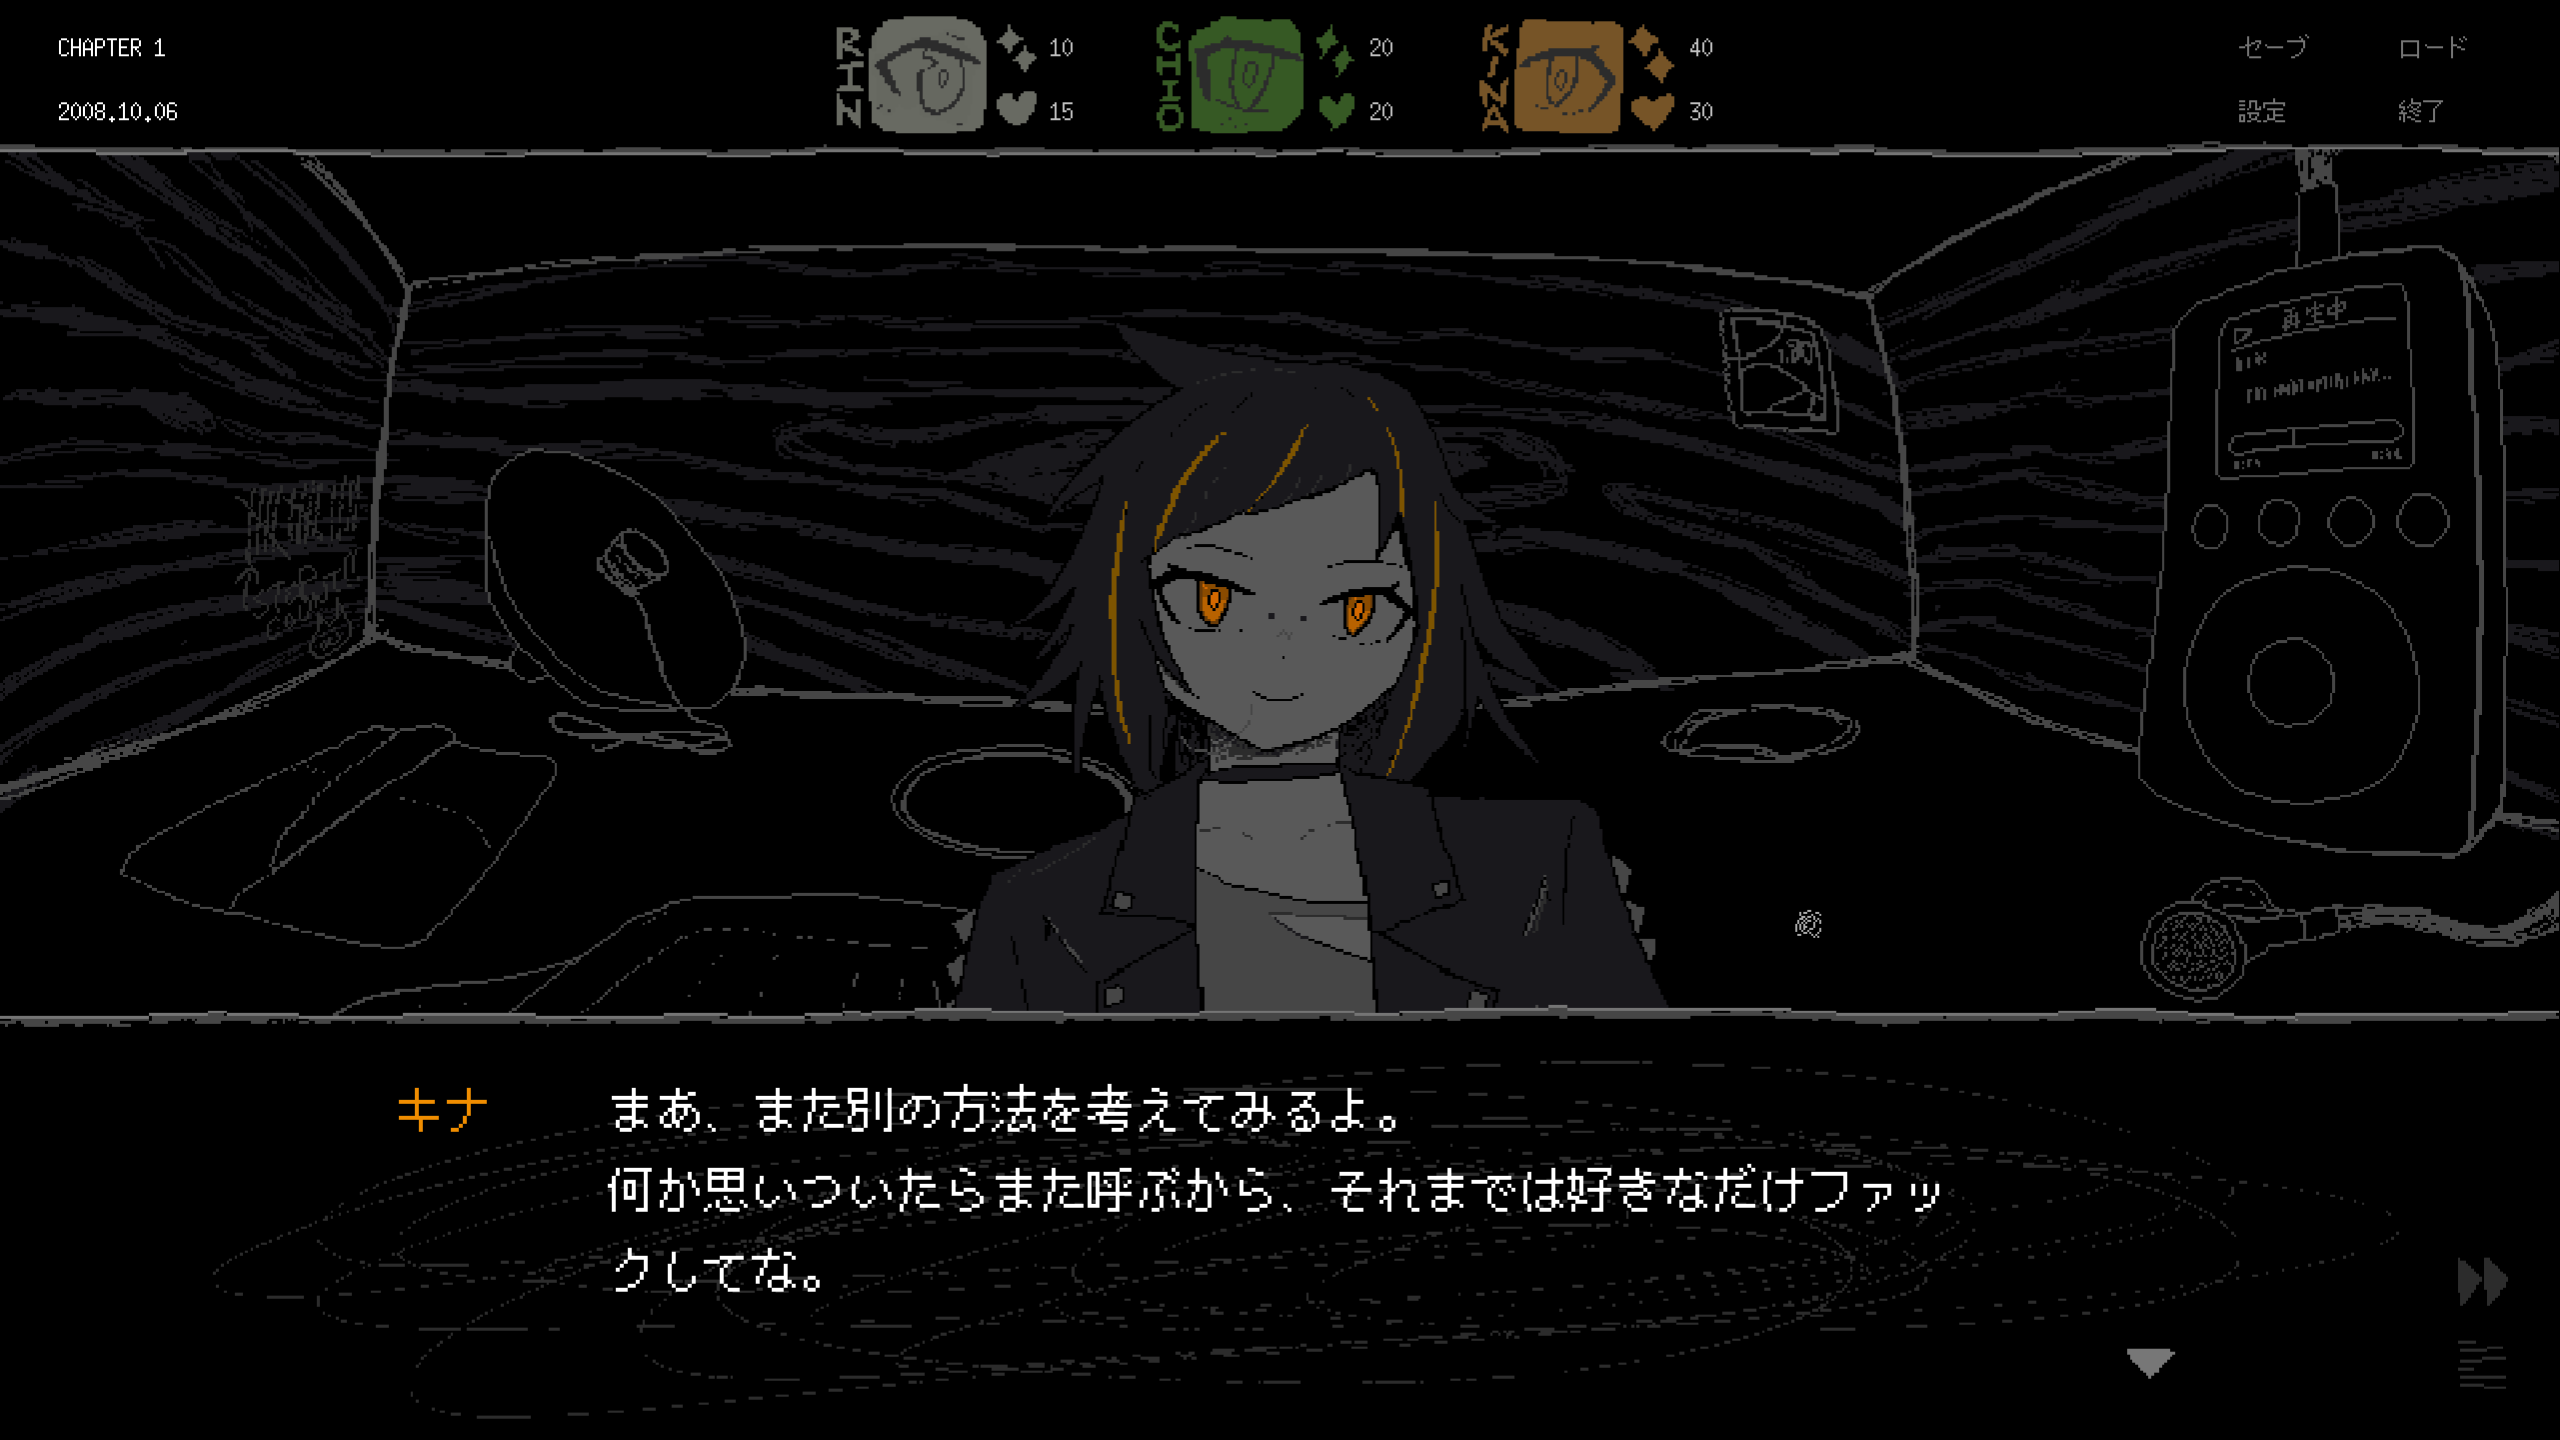 CHAPTER 1
2008.10.06
RIN
10
15
CHIO
20
20
KINA
40
30
セーブ
ロード
設定
終了
再生中
キナ
まあ、また別の方法を考えてみるよ。
何か思いついたらまた呼ぶから、それまでは好きなだけファッ
クしてな。